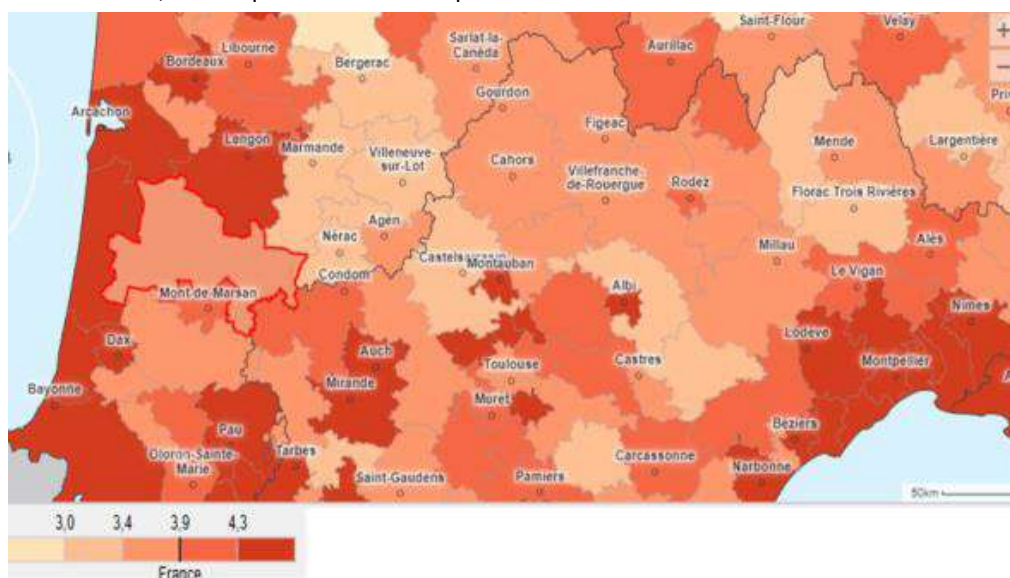 Saint-Flour
Velay
Sarlat-la-
Canéda
Aurillac
+
Libourne
Bordeaux
Bergerac
−
Gourdon
Arcachon
Figeac
Langon
Marmande
Villeneuve-
sur-Lot
Cahors
Mende
Largentière
Villefranche-
de-Rouergue
Rodez
Florac Trois Rivières
Agen
Nérac
Millau
Alès
Condom
Montauban
Le Vigan
Mont-de-Marsan
Albi
Nîmes
Dax
Lodève
Auch
Toulouse
Castres
Montpellier
Bayonne
Mirande
Muret
Béziers
Pau
Oloron-Sainte-
Marie
Tarbes
Carcassonne
Narbonne
Saint-Gaudens
Pamiers
50km
3,0 3,4 3,9 4,3
France